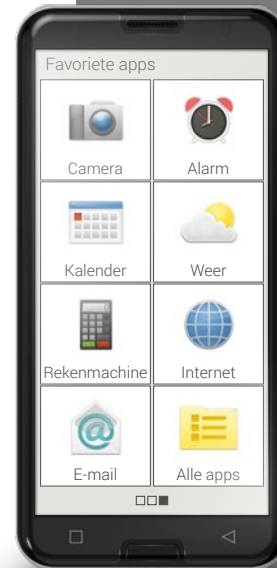 Favoriete apps
Camera Alarm
Kalender Weer
Rekenmachine Internet
E-mail Alle apps